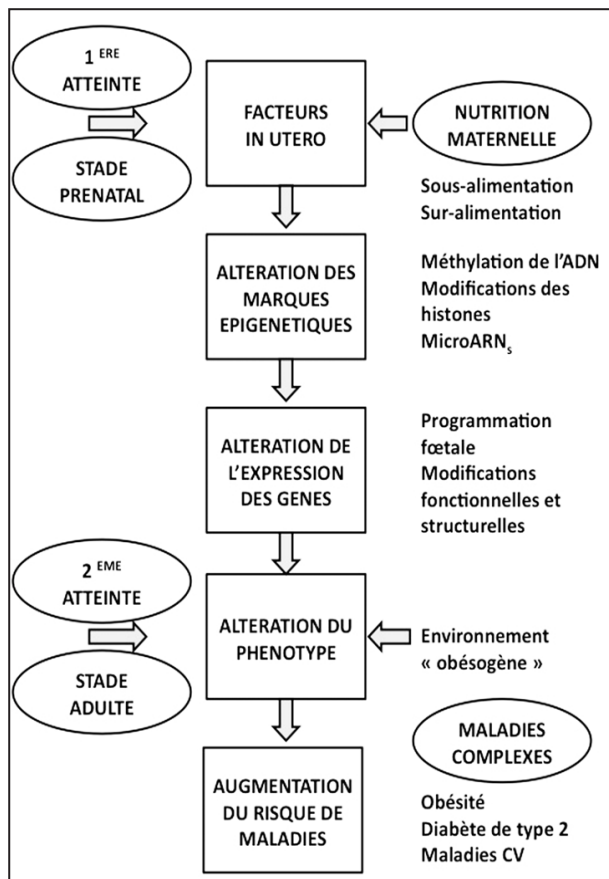 1 ERE
ATTEINTE
STADE
PRENATAL
FACTEURS
IN UTERO
NUTRITION
MATERNELLE
Sous-alimentation
Sur-alimentation
ALTERATION DES
MARQUES
EPIGENETIQUES
Méthylation de l’ADN
Modifications des
histones
MicroARNs
ALTERATION DE
L’EXPRESSION
DES GENES
Programmation
fœtale
Modifications
fonctionnelles et
structurelles
2 EME
ATTEINTE
STADE
ADULTE
ALTERATION DU
PHENOTYPE
Environnement
« obésogène »
AUGMENTATION
DU RISQUE DE
MALADIES
MALADIES
COMPLEXES
Obésité
Diabète de type 2
Maladies CV